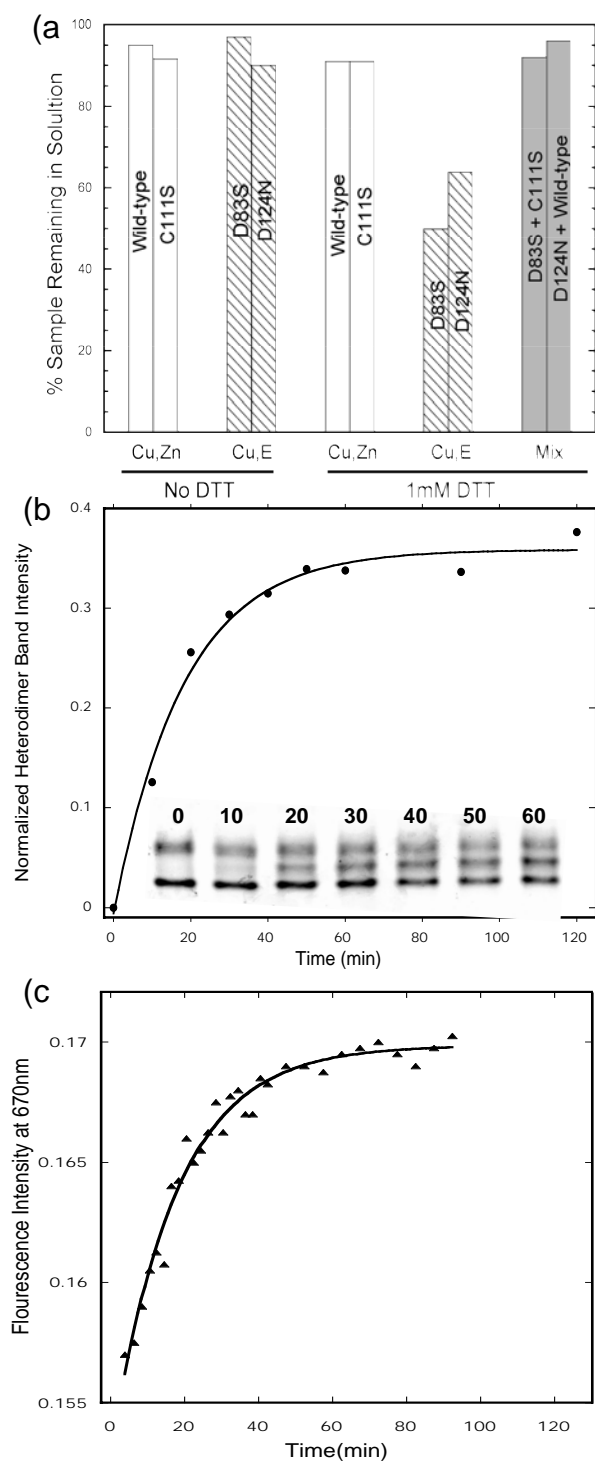 (a
% Sample Remaining in Solultion
100
80
60
40
20
0
Wild-type
C111S
D83S
D124N
Wild-type
C111S
D83S
D124N
D83S + C111S
D124N + Wild-type
Cu,Zn Cu,E Cu,Zn Cu,E Mix
No DTT 1mM DTT
(b)
Normalized Heterodimer Band Intensity
0.4
0.3
0.2
0.1
0
0 10 20 30 40 50 60
0 20 40 60 80 100 120
Time (min)
(c)
Flourescence Intensity at 670nm
0.17
0.165
0.16
0.155
0 20 40 60 80 100 120
Time(min)